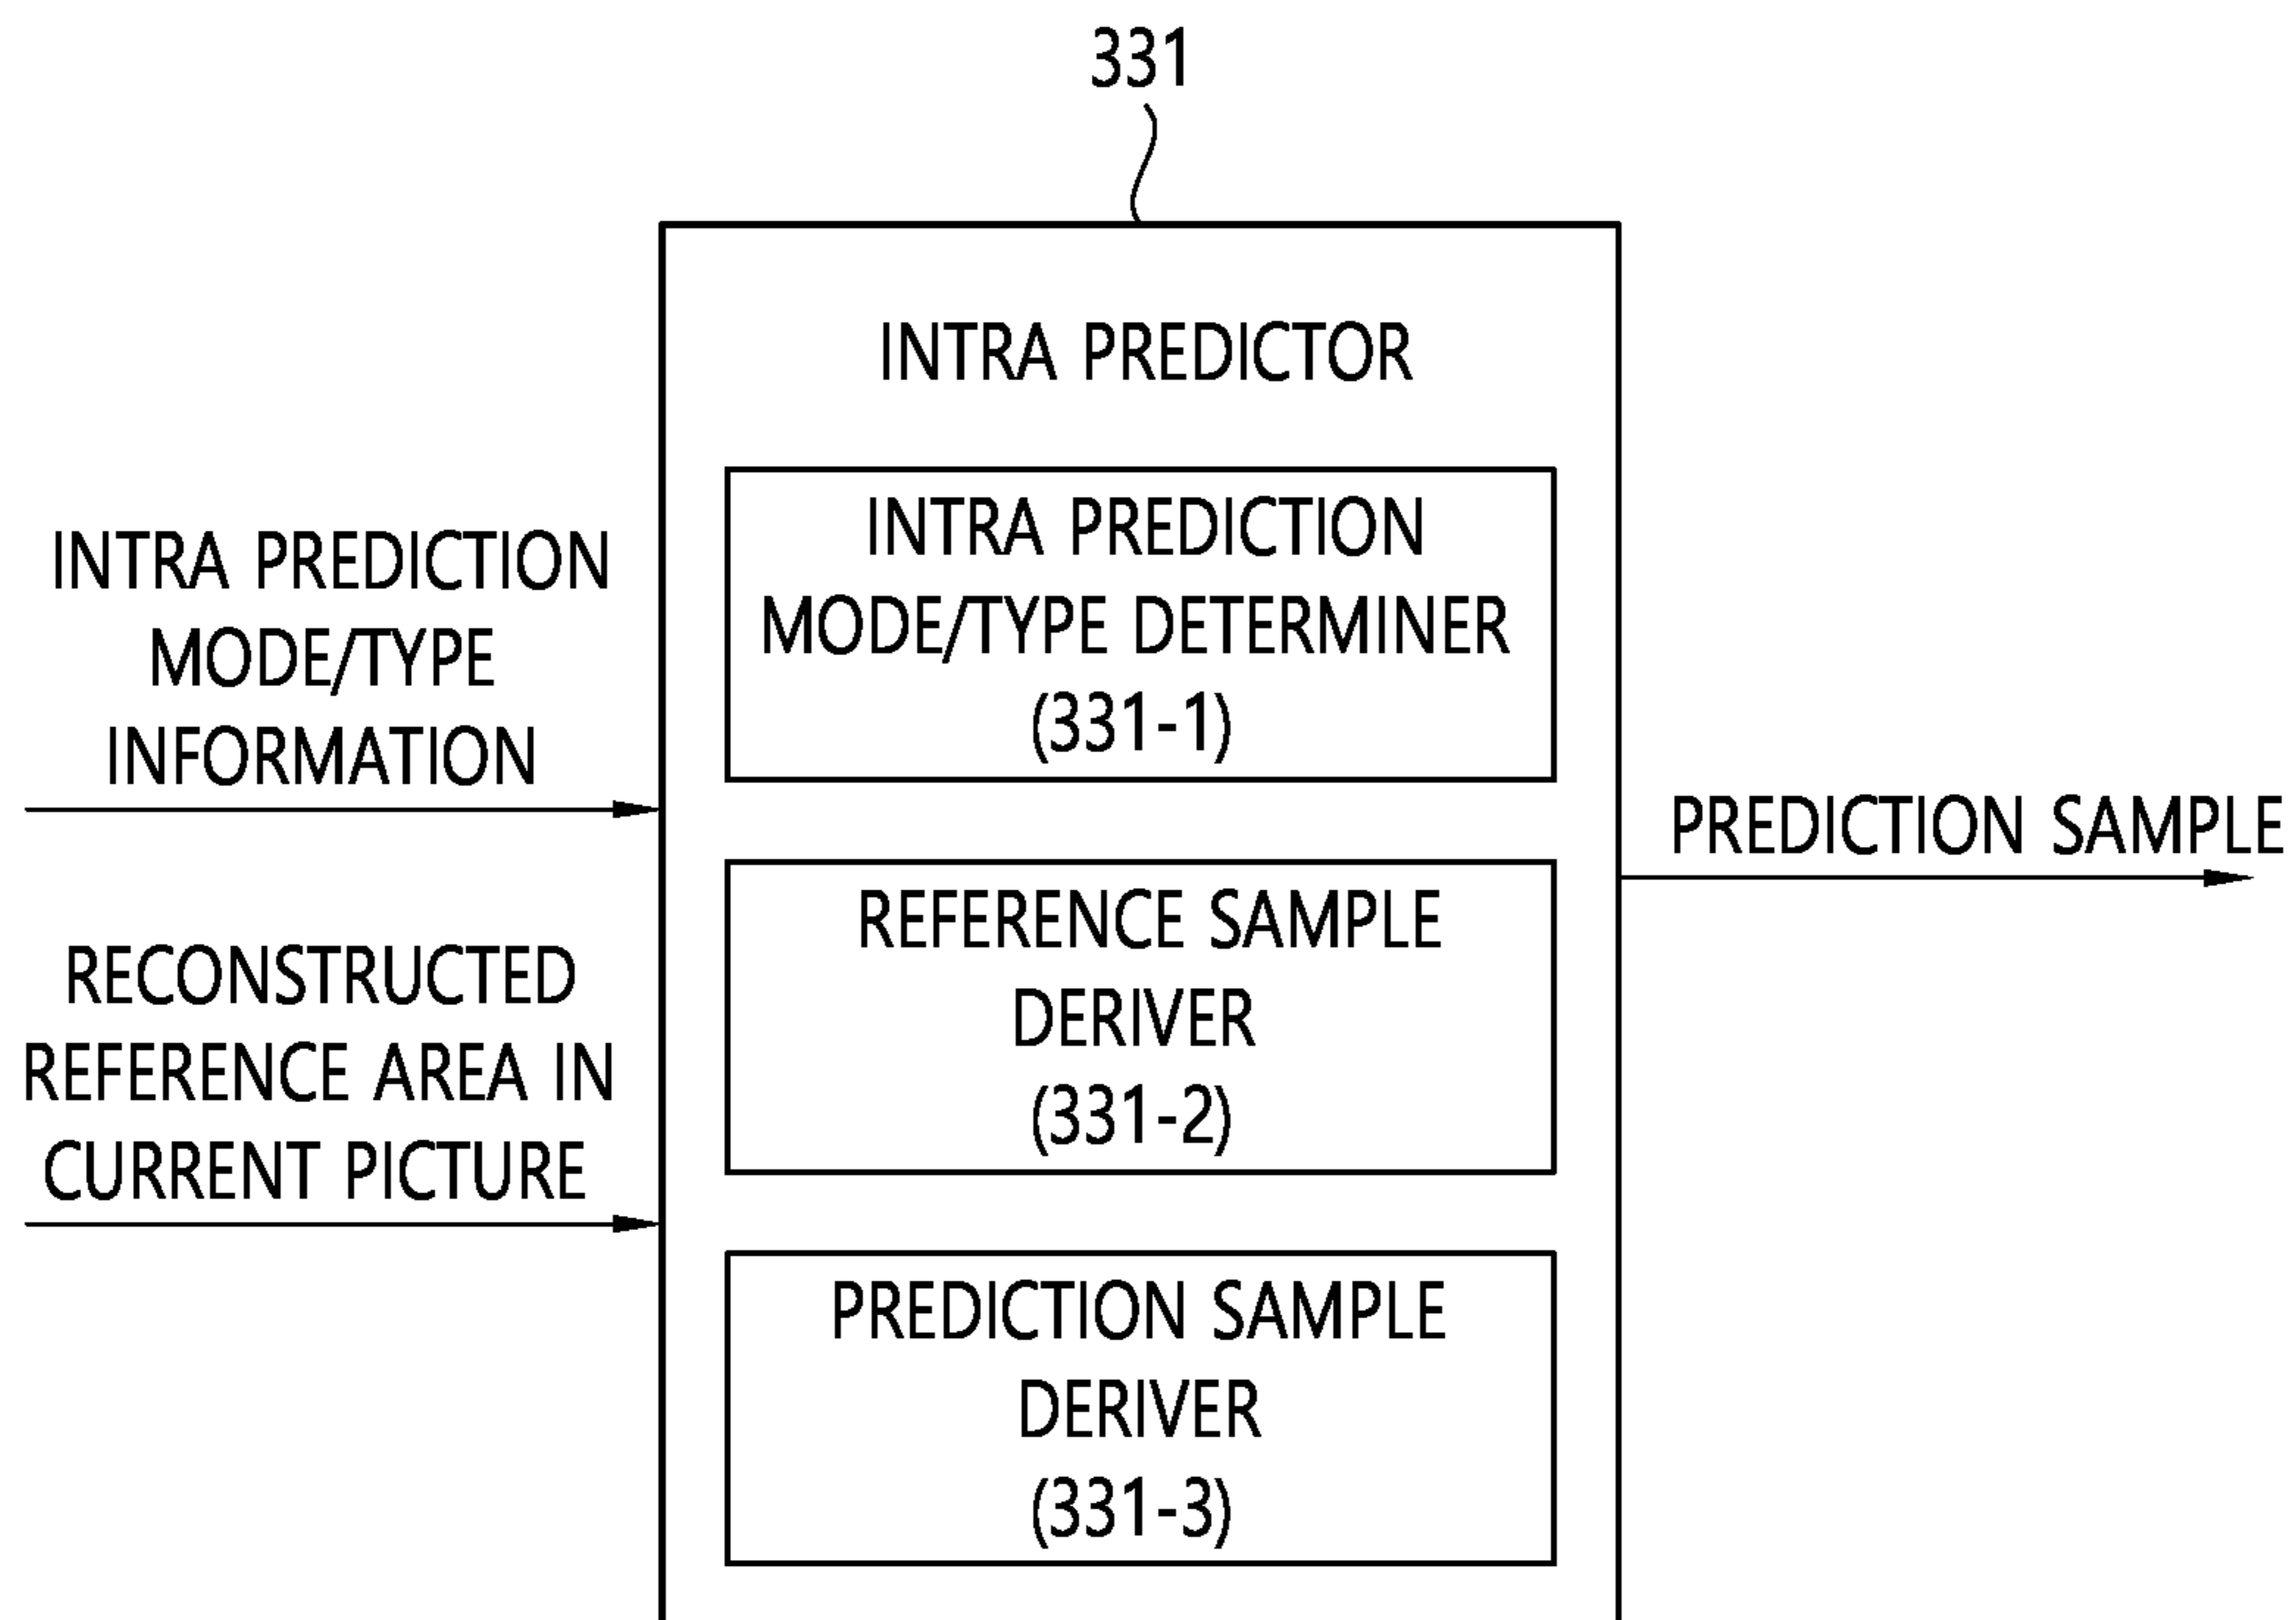 331
INTRA PREDICTOR
INTRA PREDICTION
MODE/TYPE DETERMINER
(331-1)
INTRA PREDICTION
MODE/TYPE
INFORMATION
PREDICTION SAMPLE
REFERENCE SAMPLE
DERIVER
(331-2)
RECONSTRUCTED
REFERENCE AREA IN
CURRENT PICTURE
PREDICTION SAMPLE
DERIVER
(331-3)